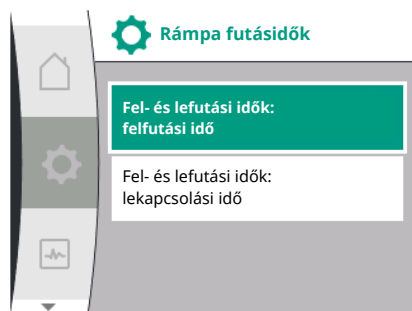 Rámpa futásidők
Fel- és lefutási idők:
felfutási idő
Fel- és lefutási idők:
lekapcsolási idő